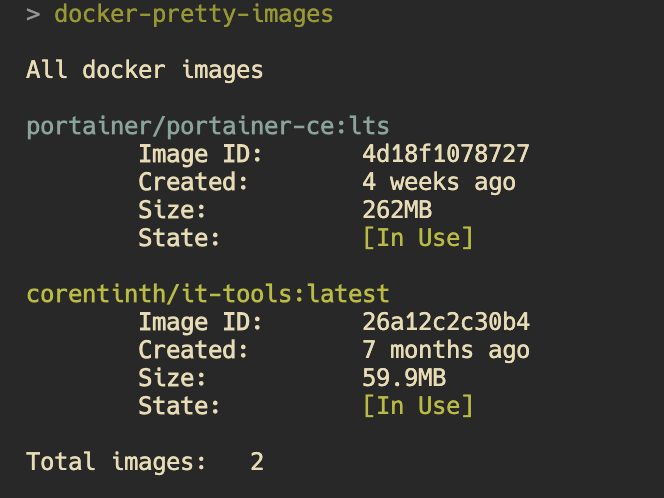 > docker-pretty-images
All docker images
portainer/portainer-ce:lts
Image ID: 4d18f1078727
Created: 4 weeks ago
Size: 262MB
State: [In Use]
corentinth/it-tools:latest
Image ID: 26a12c2c30b4
Created: 7 months ago
Size: 59.9MB
State: [In Use]
Total images: 2